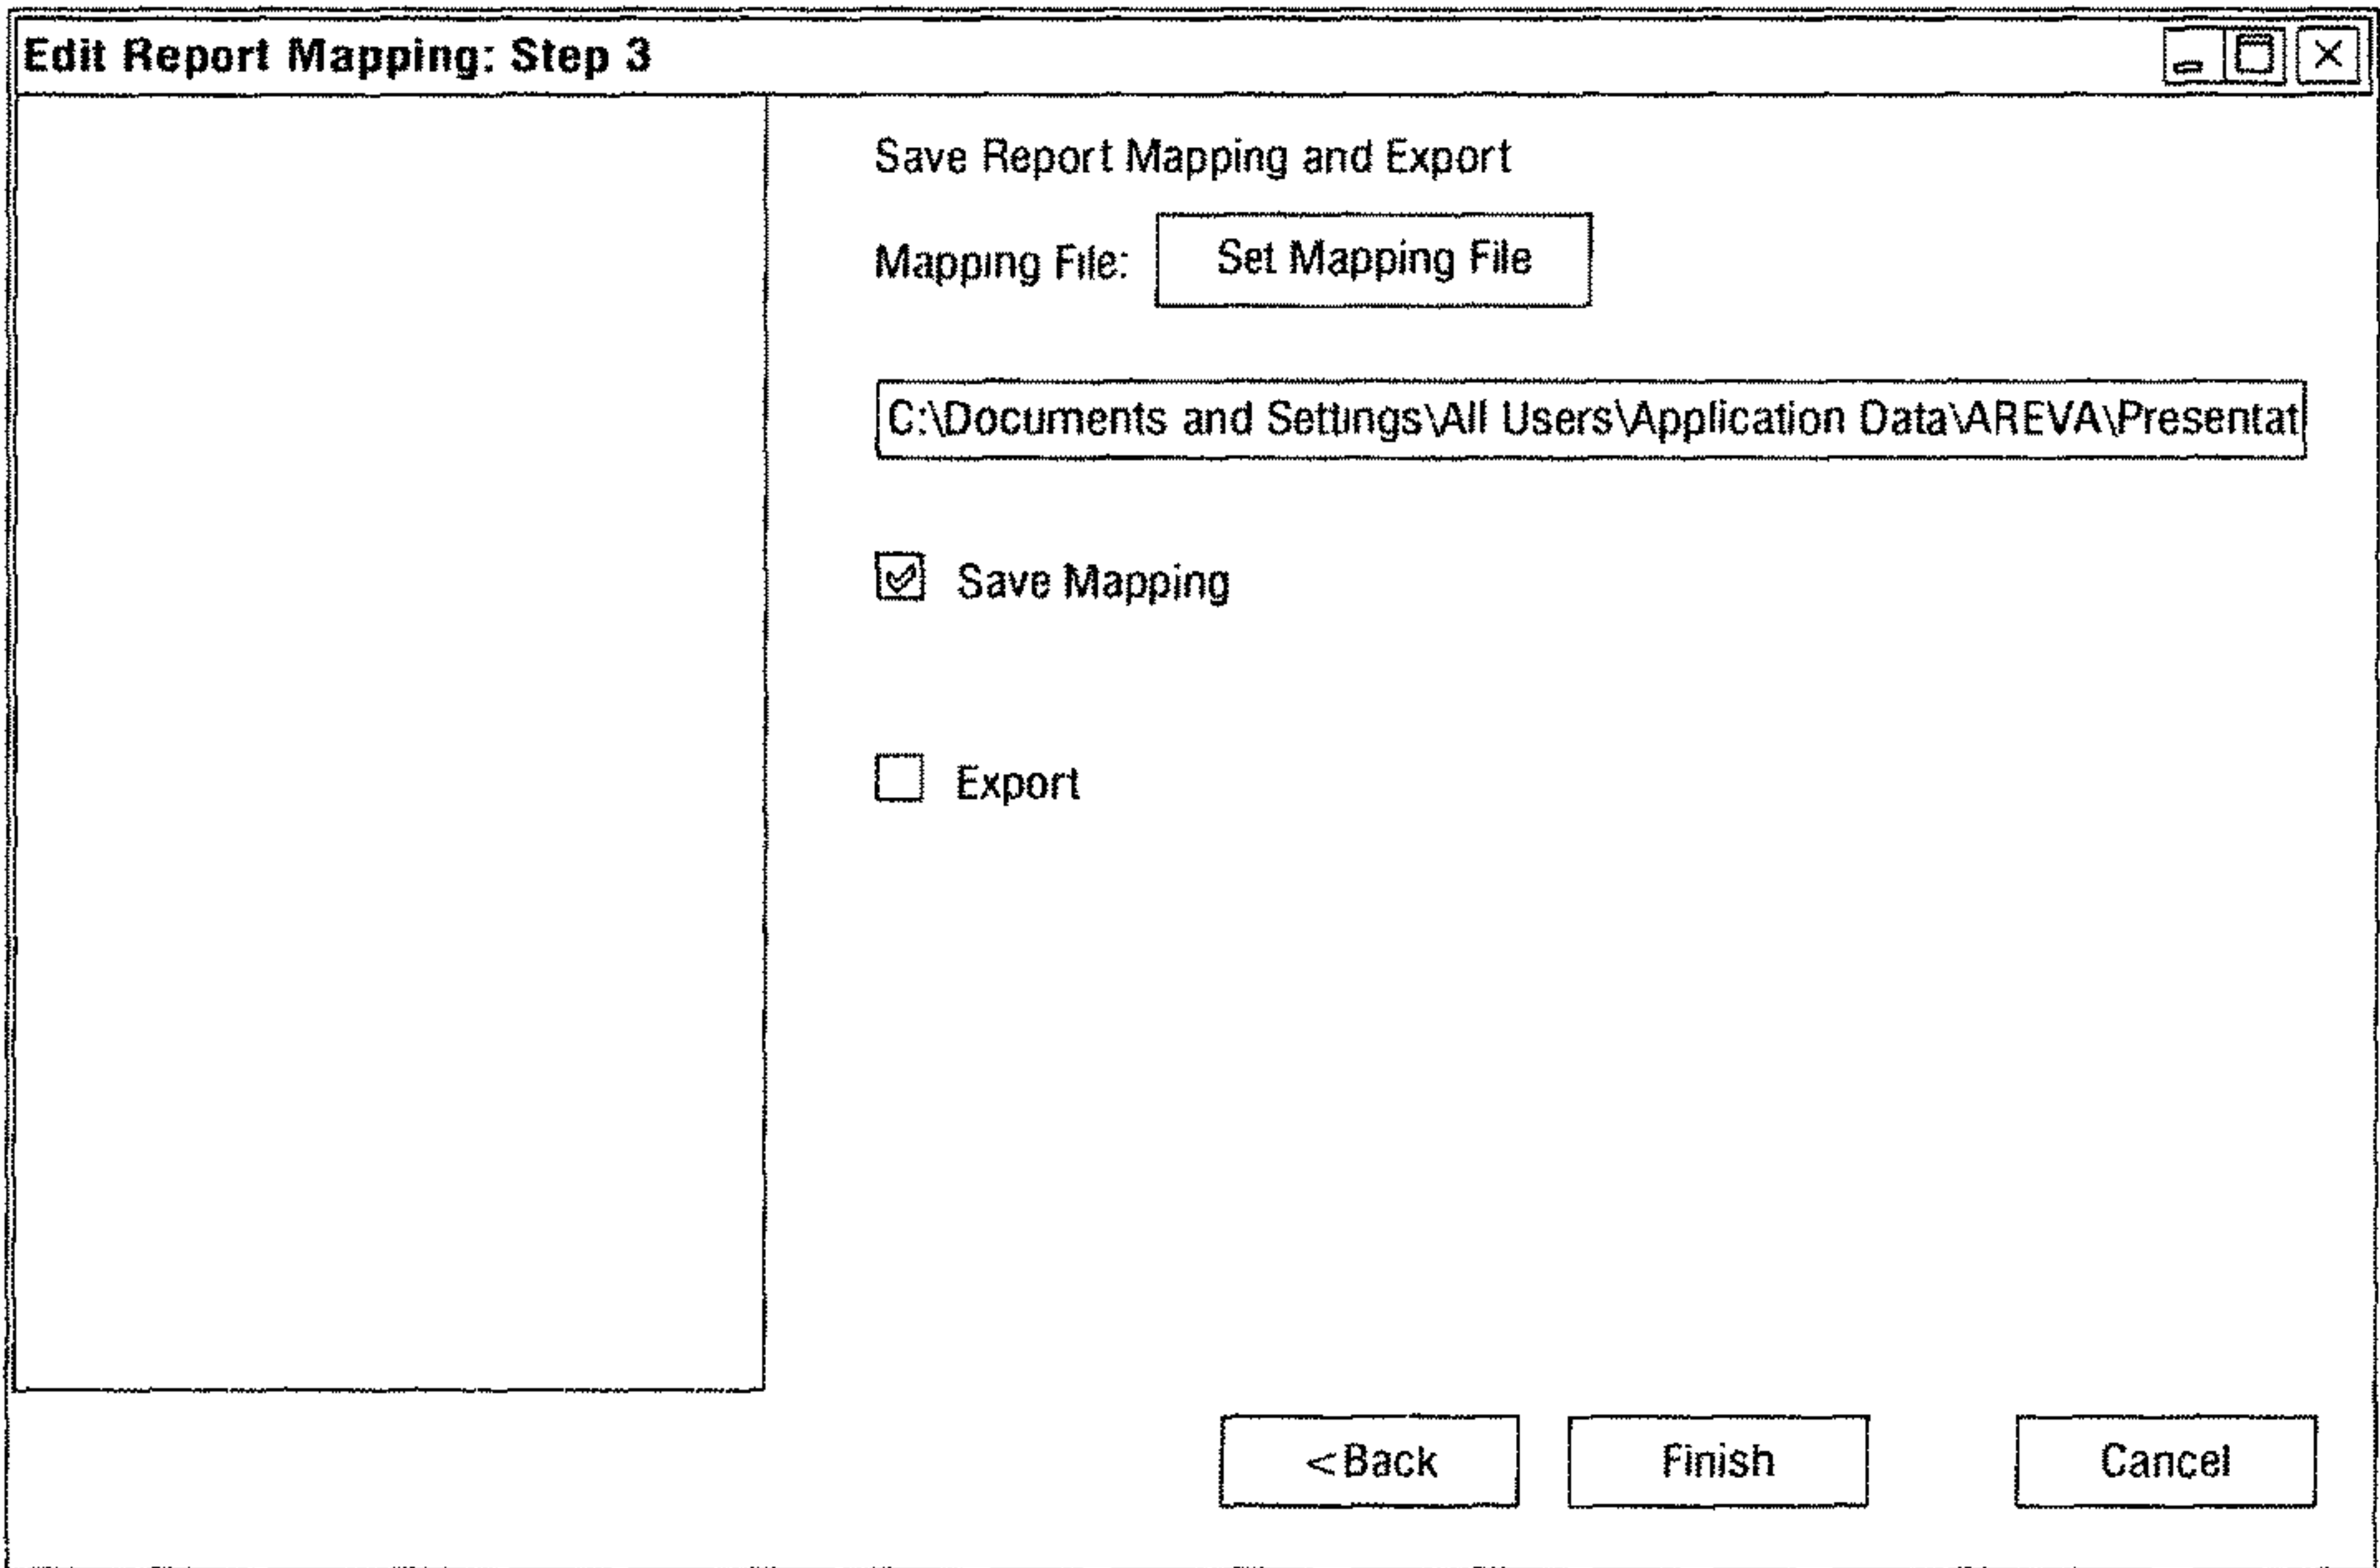 Edit Report Mapping: Step 3
Save Report Mapping and Export
Mapping File: Set Mapping File
C:\Documents and Settings\All Users\Application Data\AREVA\Presentat
Save Mapping
Export
<Back Finish Cancel